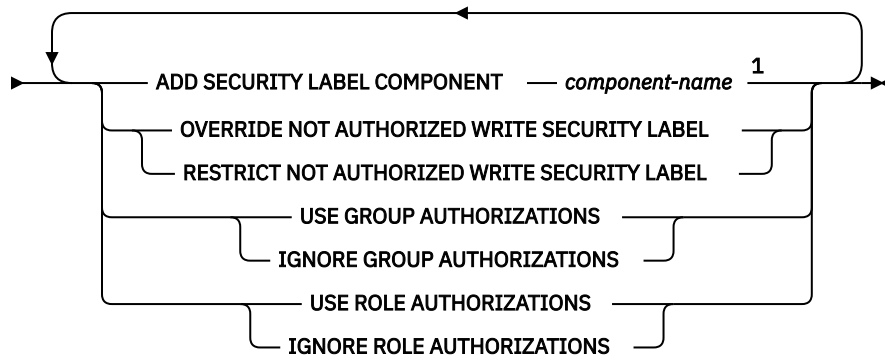 ADD SECURITY LABEL COMPONENT component-name 1
OVERRIDE NOT AUTHORIZED WRITE SECURITY LABEL
RESTRICT NOT AUTHORIZED WRITE SECURITY LABEL
USE GROUP AUTHORIZATIONS
IGNORE GROUP AUTHORIZATIONS
USE ROLE AUTHORIZATIONS
IGNORE ROLE AUTHORIZATIONS